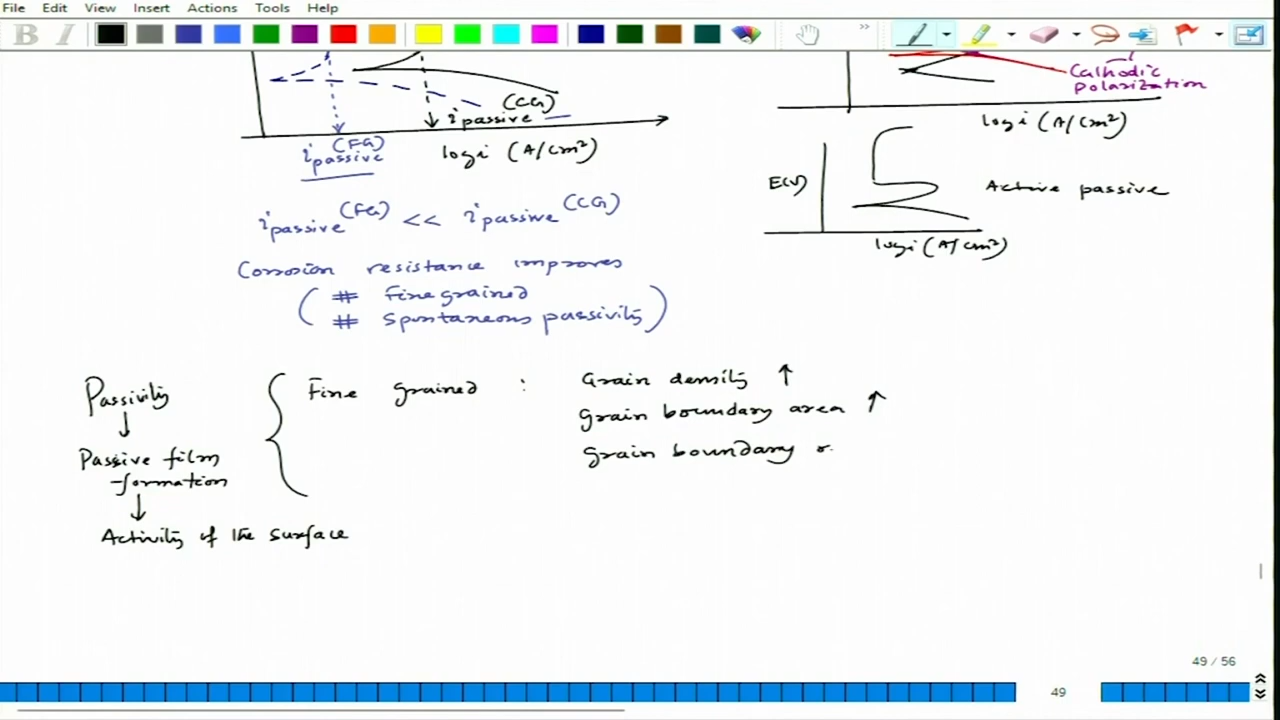 File Edit View Insert Actions Tools Help
B I
(CG)
i passive
i passive (FG)
log i (A/cm²)
Cathodic
polarization
log i (A/cm²)
E(V)
Active passive
log i (A/cm²)
i passive (FG) << i passive (CG)
Corrosion resistance improves
( # Fine grained
# Spontaneous passivity )
Passivity
Fine grained :
Grain density ↑
Grain boundary area ↑
Grain boundary
↓
Passive film
-formation
↓
Activity of the surface
49 / 56
49